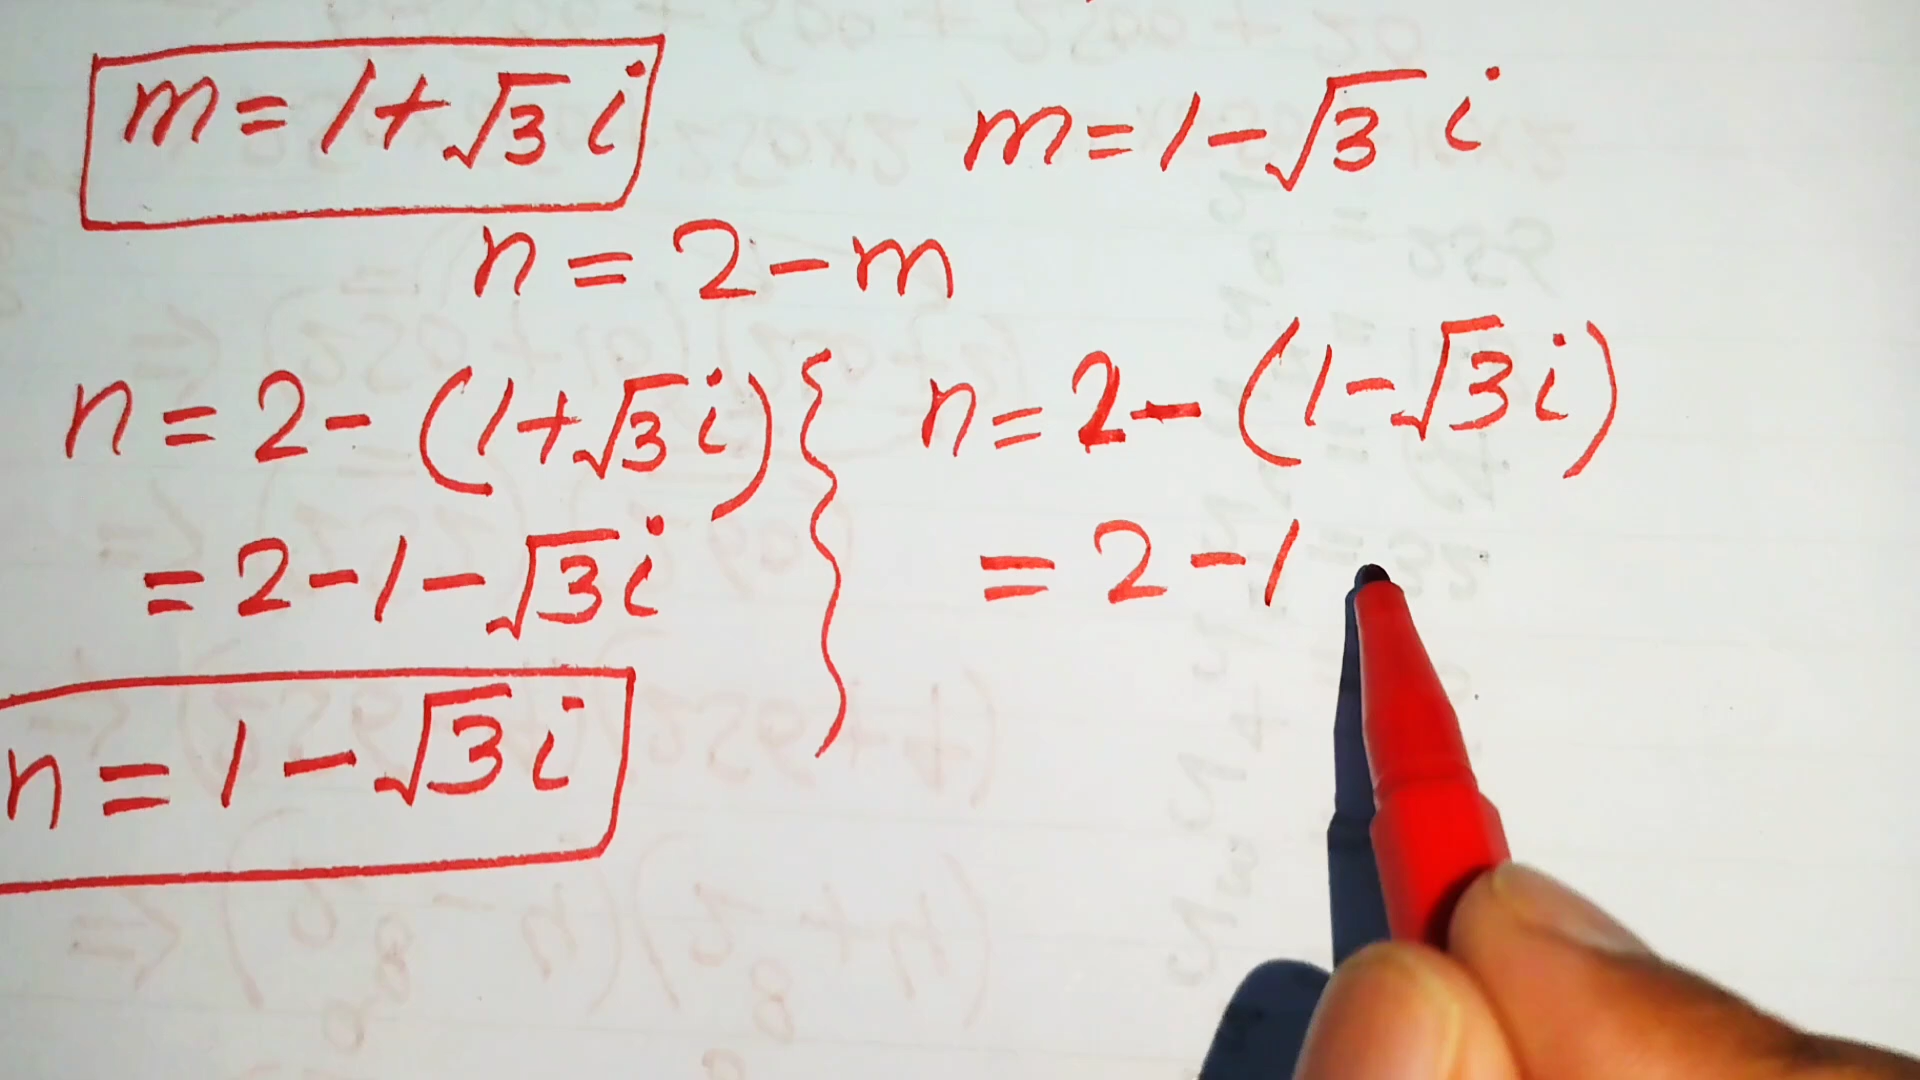 m = 1 + √3 i
m = 1 - √3 i
n = 2 - m
n = 2 - (1 + √3 i)
= 2 - 1 - √3 i
n = 1 - √3 i
n = 2 - (1 - √3 i)
= 2 - 1